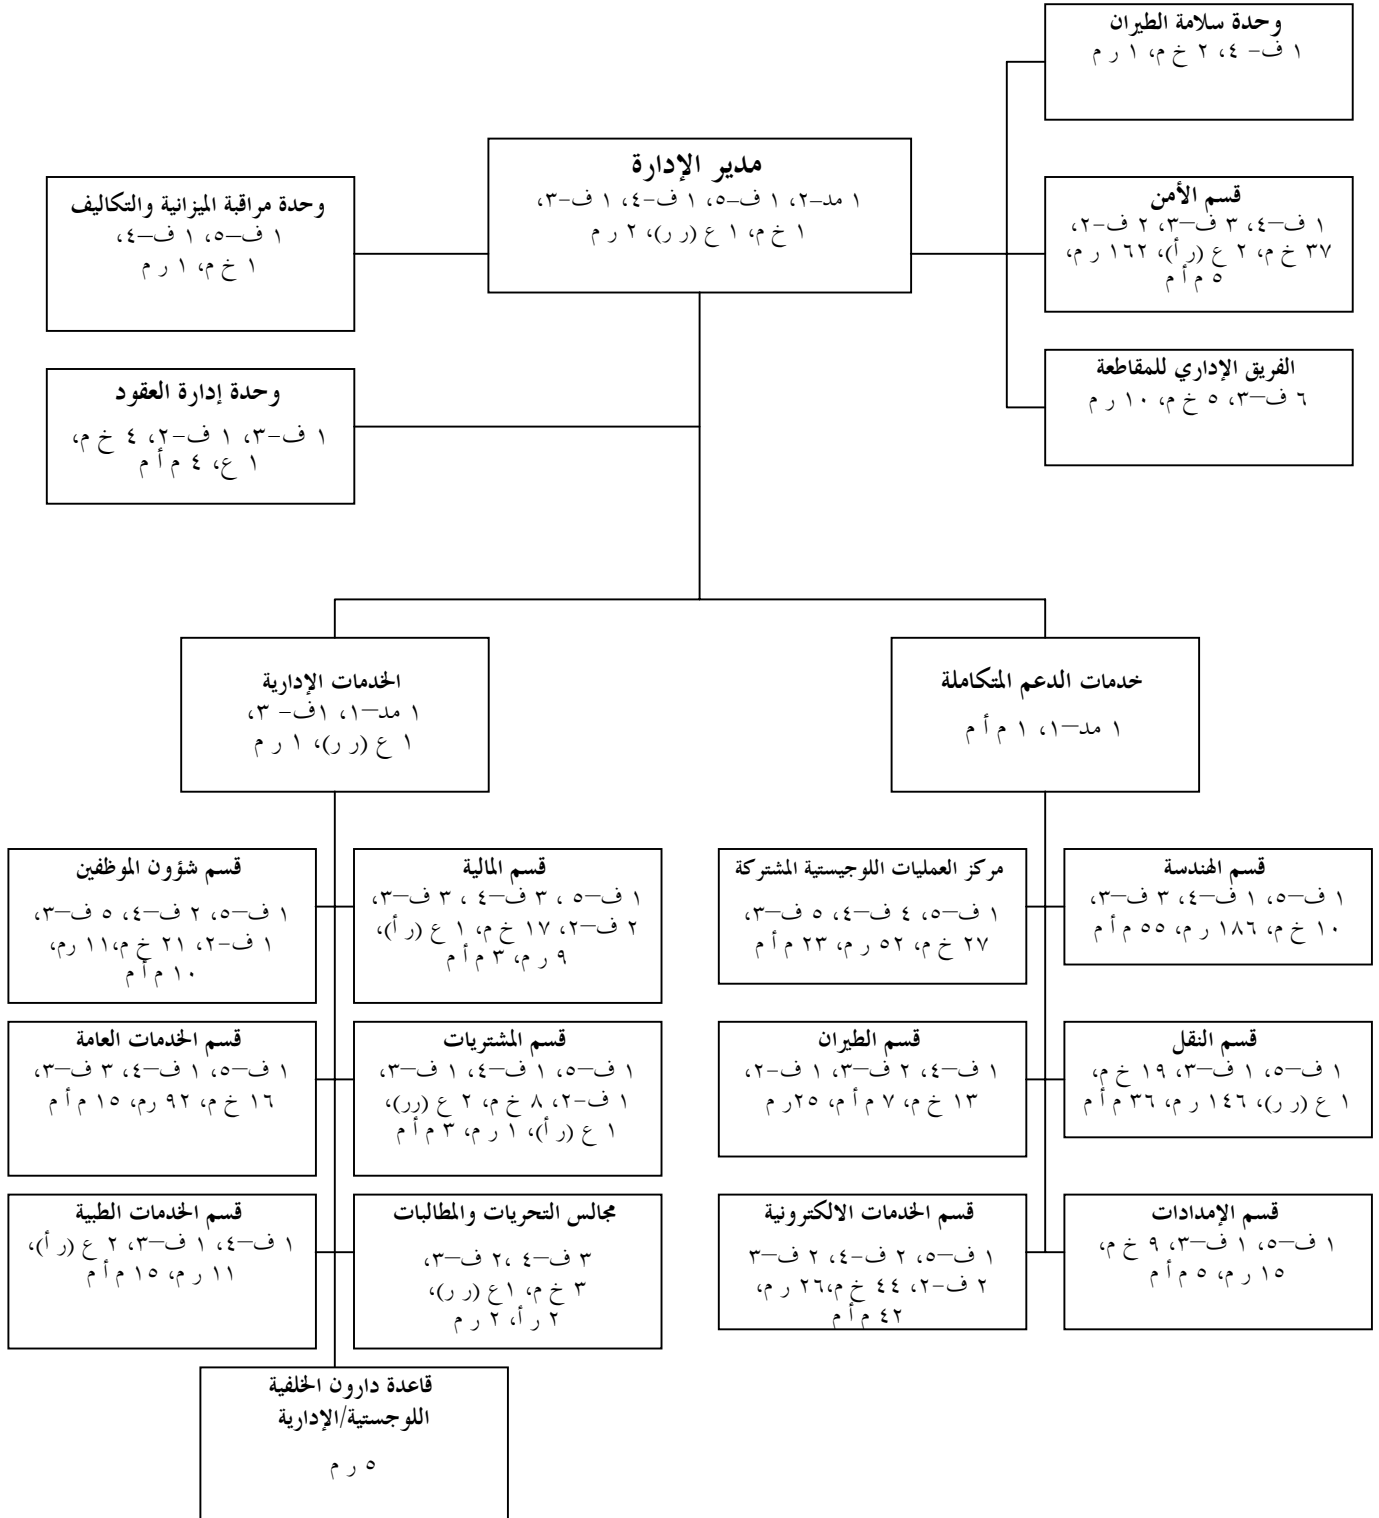 وحدة سلامة الطيران
١ ف– ٤، ٢ خ م، ١ ر م
مدير الإدارة
١ مد–٢، ١ ف–٥، ١ ف–٤، ١ ف–٣،
١ خ م، ١ ع (ر ر)، ٢ ر م
قسم الأمن
١ ف–٤، ٣ ف–٣، ٢ ف–٢،
٣٧ خ م، ٢ ع (ر أ)، ١٦٢ ر م،
٥ م أ م
وحدة مراقبة الميزانية والتكاليف
١ ف–٥، ١ ف–٤،
١ خ م، ١ ر م
الفريق الإداري للمقاطعة
٦ ف–٣، ٥ خ م، ١٠ ر م
وحدة إدارة العقود
١ ف–٣، ١ ف–٢، ٤ خ م،
١ ع، ٤ م أ م
خدمات الدعم المتكاملة
١ مد–١، ١ م أ م
الخدمات الإدارية
١ مد–١، ١ف– ٣،
١ ع (ر ر)، ١ ر م
قسم الهندسة
١ ف–٥، ١ ف–٤، ٣ ف–٣،
١٠ خ م، ١٨٦ ر م، ٥٥ م أ م
مركز العمليات اللوجيستية المشتركة
١ ف–٥، ٤ ف–٤، ٥ ف–٣،
٢٧ خ م، ٥٢ ر م، ٢٣ م أ م
قسم المالية
١ ف–٥ ، ٣ ف–٤ ، ٣ ف–٣،
٢ ف–٢، ١٧ خ م، ١ ع (ر أ)،
٩ ر م، ٣ م أ م
قسم شؤون الموظفين
١ ف–٥، ٢ ف–٤، ٥ ف–٣،
١ ف–٢، ٢١ خ م،١١ رم،
١٠ م أ م
قسم النقل
١ ف–٥، ١ ف–٣، ١٩ خ م،
١ ع (ر ر)، ١٤٦ ر م، ٣٦ م أ م
قسم الطيران
١ ف–٤، ٢ ف–٣، ١ ف–٢،
١٣ خ م، ٧ م أ م، ٢٥ر م
قسم المشتريات
١ ف–٥، ١ ف–٤، ١ ف–٣،
١ ف–٢، ٨ خ م، ٢ ع (رر)،
١ ع (ر أ)، ١ ر م، ٣ م أ م
قسم الخدمات العامة
١ ف–٥، ١ ف–٤، ٣ ف–٣،
١٦ خ م، ٩٢ رم، ١٥ م أ م
قسم الإمدادات
١ ف–٥، ١ ف–٣، ٩ خ م،
١٥ ر م، ٥ م أ م
قسم الخدمات الالكترونية
١ ف–٥، ٢ ف–٤، ٢ ف–٣
٢ ف–٢، ٤٤ خ م،٢٦ ر م،
٤٢ م أ م
مجالس التحريات والمطالبات
٣ ف–٤ ،٢ ف–٣،
٣ خ م، ١ع (ر ر)،
٢ ر أ، ٢ ر م
قسم الخدمات الطبية
١ ف–٤، ١ ف–٣، ٢ ع (ر أ)،
١١ ر م، ١٥ م أ م
قاعدة دارون الخلفية
اللوجستية/الإدارية
٥ ر م